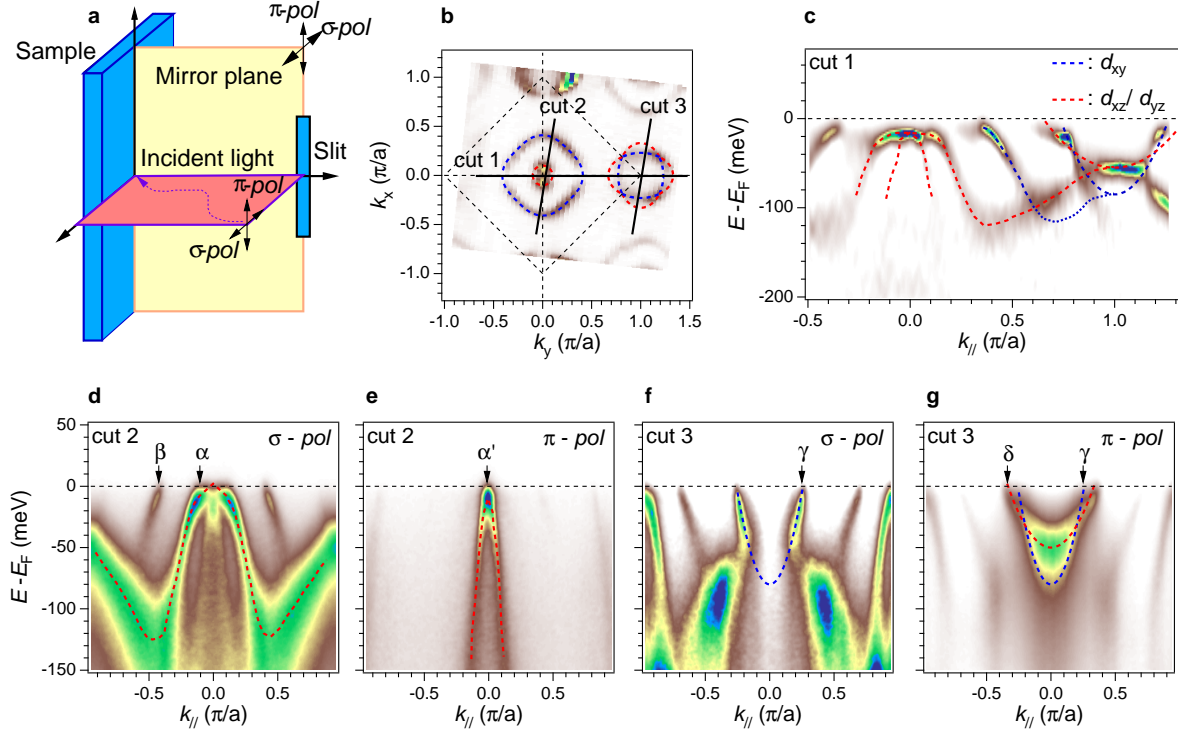 a
π-pol
σ-pol
Sample
Mirror plane
Incident light
Slit
π-pol
σ-pol
b
cut 2
cut 3
cut 1
1.0
0.5
0.0
-0.5
-1.0
kx (π/a)
-1.0
-0.5
0.0
0.5
1.0
1.5
ky (π/a)
c
cut 1
: dxy
: dxz/ dyz
0
-100
-200
E -EF (meV)
-0.5
0.0
0.5
1.0
k// (π/a)
d
cut 2
σ - pol
β
α
50
0
-50
-100
-150
E -EF (meV)
-0.5
0.0
0.5
k// (π/a)
e
cut 2
π - pol
α'
-0.5
0.0
0.5
k// (π/a)
f
cut 3
σ - pol
γ
-0.5
0.0
0.5
k// (π/a)
g
cut 3
π - pol
δ
γ
-0.5
0.0
0.5
k// (π/a)